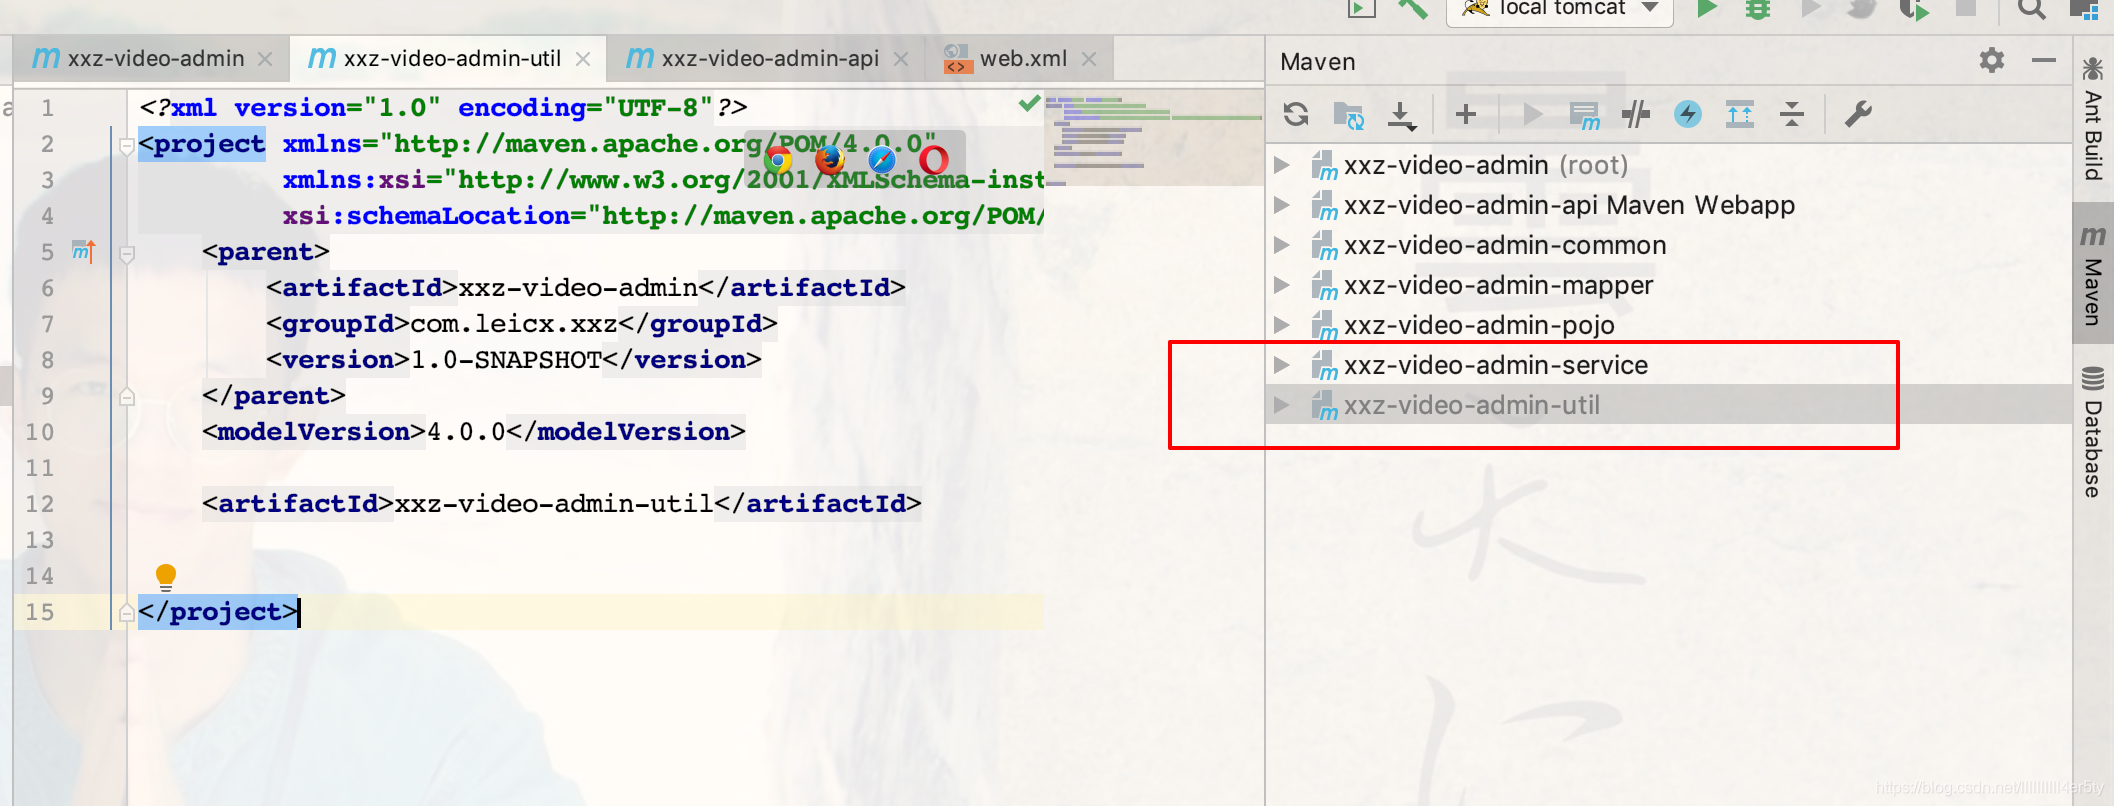 local tomcat
xxz-video-admin
xxz-video-admin-util
xxz-video-admin-api
web.xml
Maven
1 <?xml version="1.0" encoding="UTF-8"?>
2 <project xmlns="http://maven.apache.org/POM/4.0.0"
3 xmlns:xsi="http://www.w3.org/2001/XMLSchema-inst
4 xsi:schemaLocation="http://maven.apache.org/POM/
5 <parent>
6 <artifactId>xxz-video-admin</artifactId>
7 <groupId>com.leicx.xxz</groupId>
8 <version>1.0-SNAPSHOT</version>
9 </parent>
10 <modelVersion>4.0.0</modelVersion>
11
12 <artifactId>xxz-video-admin-util</artifactId>
13
14
15 </project>
xxz-video-admin (root)
xxz-video-admin-api Maven Webapp
xxz-video-admin-common
xxz-video-admin-mapper
xxz-video-admin-pojo
xxz-video-admin-service
xxz-video-admin-util
Ant Build
Maven
Database